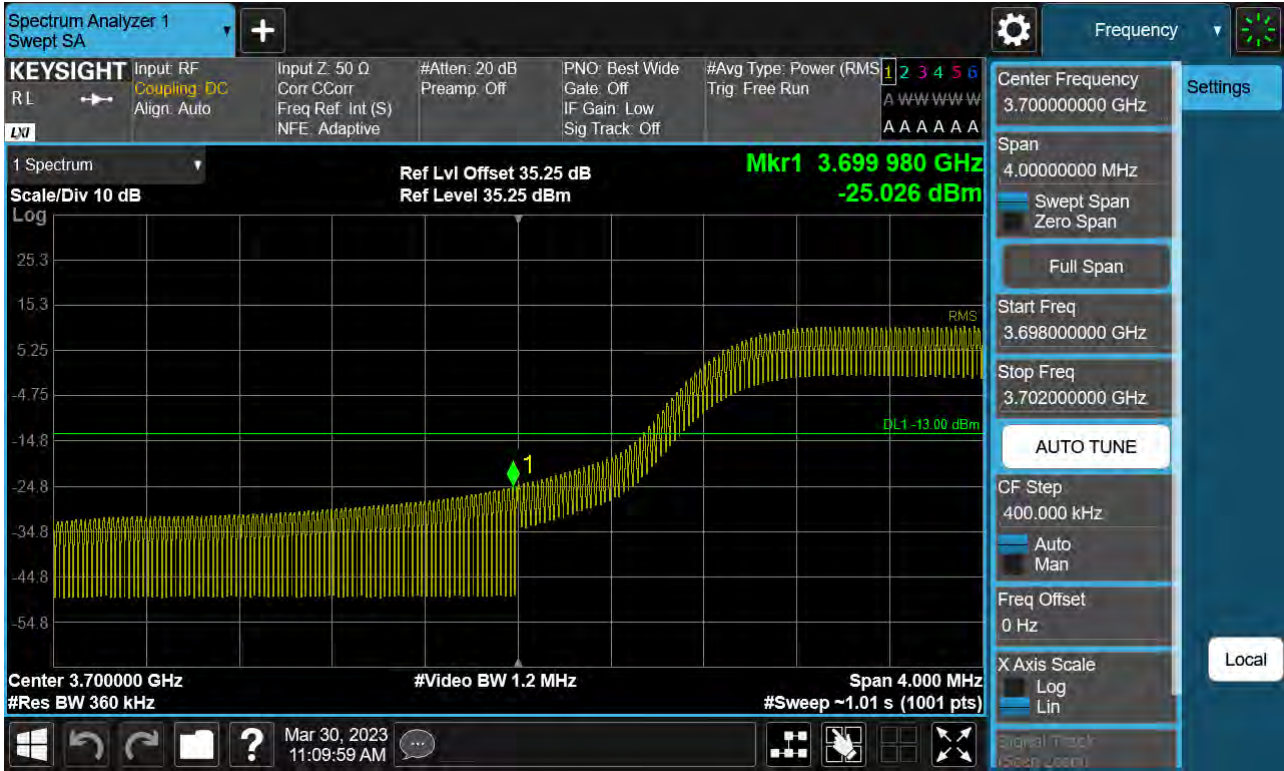 Spectrum Analyzer 1
Swept SA
Frequency
KEYSIGHT
RL
LXI
Input: RF
Coupling: DC
Align: Auto
Input Z: 50 Ω
Corr CCorr
Freq Ref: Int (S)
NFE: Adaptive
#Atten: 20 dB
Preamp: Off
PNO: Best Wide
Gate: Off
IF Gain: Low
Sig Track: Off
#Avg Type: Power (RMS
Trig: Free Run
1 2 3 4 5 6
A W W W W W
A A A A A A
1 Spectrum
Scale/Div 10 dB
Log
Ref Lvl Offset 35.25 dB
Ref Level 35.25 dBm
Mkr1 3.699 980 GHz
-25.026 dBm
25.3
15.3
5.25
-4.75
-14.8
-24.8
-34.8
-44.8
-54.8
RMS
DL1 -13.00 dBm
1
Center 3.700000 GHz
#Res BW 360 kHz
#Video BW 1.2 MHz
Span 4.000 MHz
#Sweep ~1.01 s (1001 pts)
Mar 30, 2023
11:09:59 AM
Center Frequency
3.700000000 GHz
Span
4.00000000 MHz
Swept Span
Zero Span
Full Span
Start Freq
3.698000000 GHz
Stop Freq
3.702000000 GHz
AUTO TUNE
CF Step
400.000 kHz
Auto
Man
Freq Offset
0 Hz
X Axis Scale
Log
Lin
Signal Track
(Span Zoom)
Settings
Local